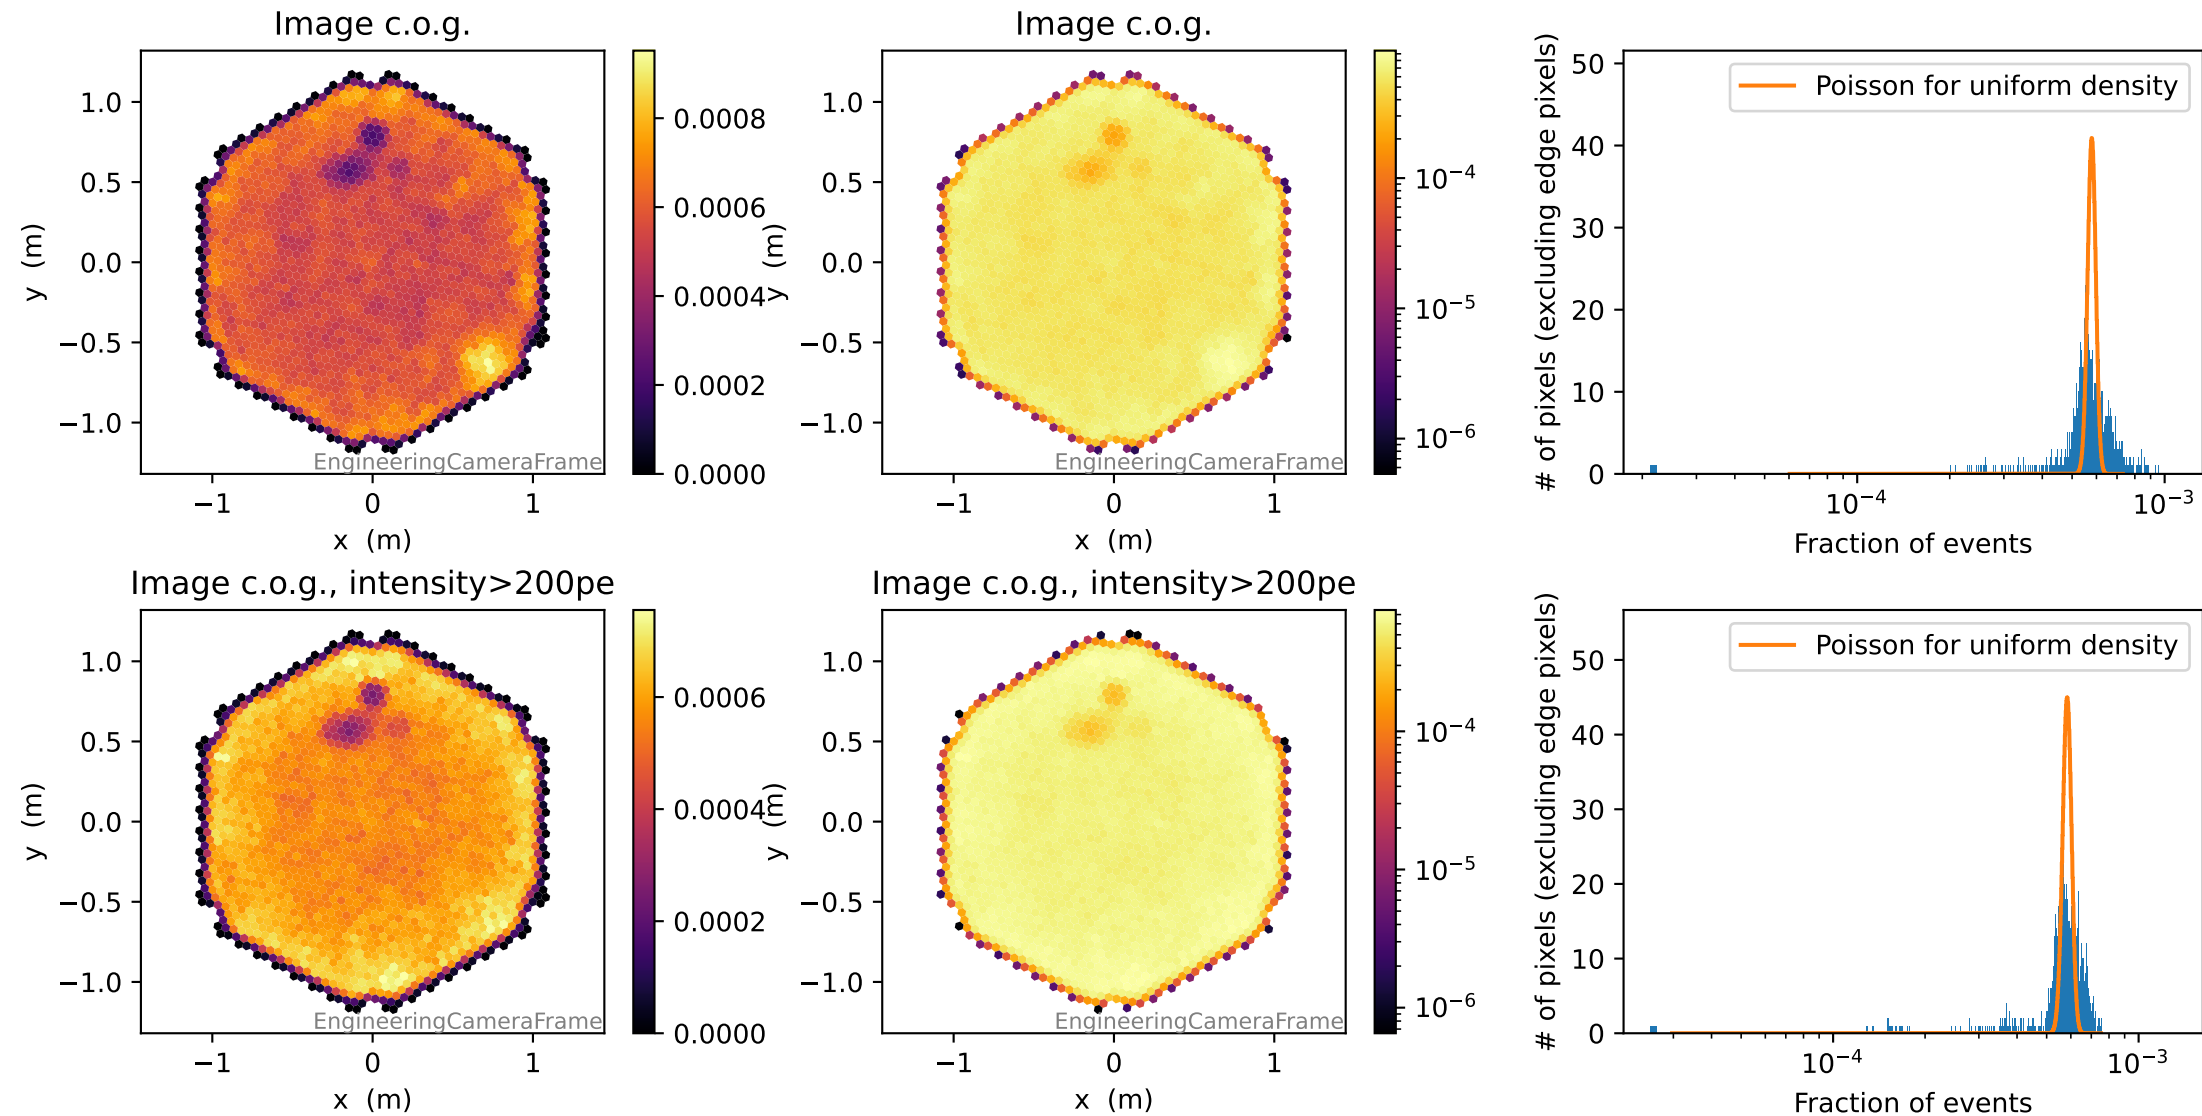 Image c.o.g.
1.0
0.5
0.0
−0.5
−1.0
y (m)
EngineeringCameraFrame
−1
0
1
x (m)
0.0008
0.0006
0.0004
0.0002
0.0000
Image c.o.g.
1.0
0.5
0.0
−0.5
−1.0
y (m)
EngineeringCameraFrame
−1
0
1
x (m)
10⁻⁴
10⁻⁵
10⁻⁶
# of pixels (excluding edge pixels)
50
40
30
20
10
0
Poisson for uniform density
10⁻⁴
10⁻³
Fraction of events
Image c.o.g., intensity>200pe
1.0
0.5
0.0
−0.5
−1.0
y (m)
EngineeringCameraFrame
−1
0
1
x (m)
0.0006
0.0004
0.0002
0.0000
Image c.o.g., intensity>200pe
1.0
0.5
0.0
−0.5
−1.0
y (m)
EngineeringCameraFrame
−1
0
1
x (m)
10⁻⁴
10⁻⁵
10⁻⁶
# of pixels (excluding edge pixels)
50
40
30
20
10
0
Poisson for uniform density
10⁻⁴
10⁻³
Fraction of events